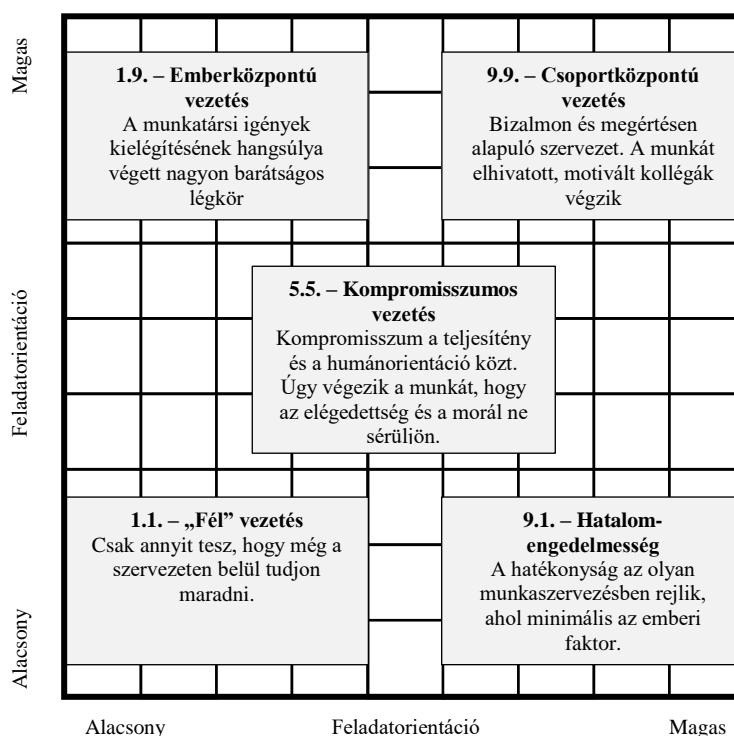 Magas
1.9. – Emberközpontú
vezetés
A munkatársi igények
kielégítésének hangsúlya
végett nagyon barátságos
légkör
9.9. – Csoportközpontú
vezetés
Bizalmon és megértésen
alapuló szervezet. A munkát
elhivatott, motivált kollégák
végzik
Feladatorientáció
5.5. – Kompromisszumos
vezetés
Kompromisszum a teljesítény
és a humánorientáció közt.
Úgy végezik a munkát, hogy
az elégedettség és a morál ne
sérüljön.
1.1. – „Fél” vezetés
Csak annyit tesz, hogy még a
szervezeten belül tudjon
maradni.
9.1. – Hatalom-
engedelmesség
A hatékonyság az olyan
munkaszervezésben rejlik,
ahol minimális az emberi
faktor.
Alacsony
Alacsony
Feladatorientáció
Magas